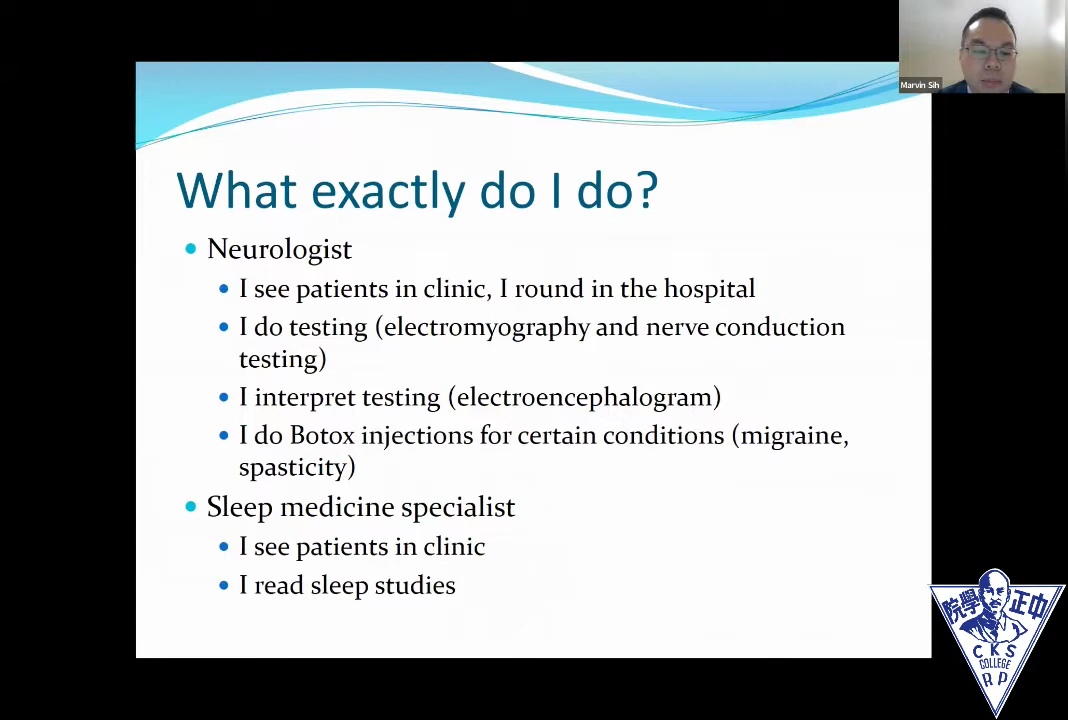 Marvin Sih
What exactly do I do?
Neurologist
I see patients in clinic, I round in the hospital
I do testing (electromyography and nerve conduction
testing)
I interpret testing (electroencephalogram)
I do Botox injections for certain conditions (migraine,
spasticity)
Sleep medicine specialist
I see patients in clinic
I read sleep studies
院學 正中
CKS
COLLEGE
RP